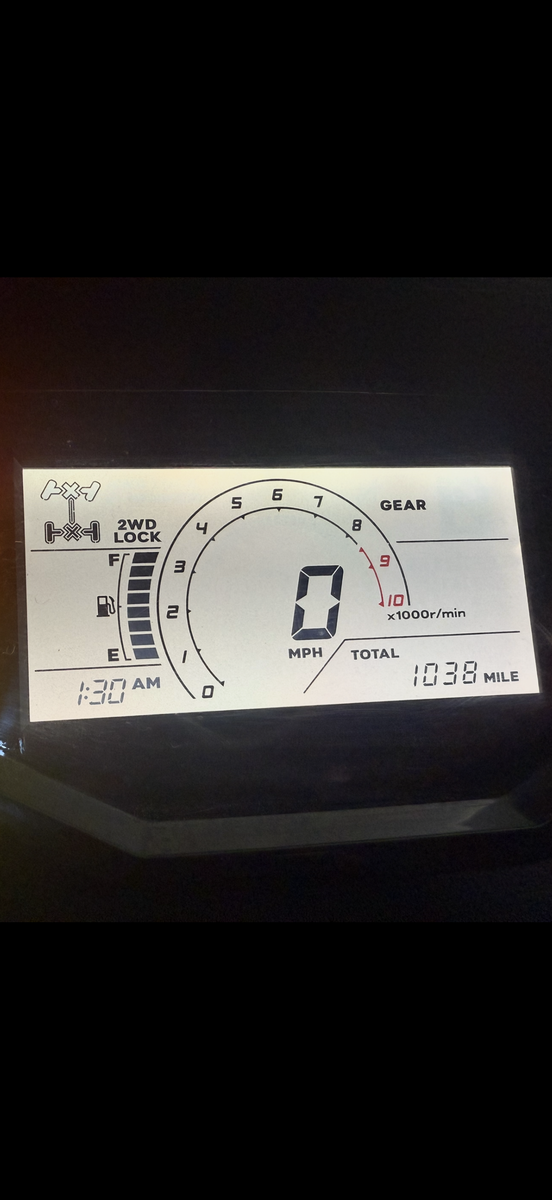 2WD
LOCK
F
E
1:30 AM
0
1
2
3
4
5
6
7
8
9
10
x1000r/min
GEAR
0
MPH
TOTAL
1038 MILE